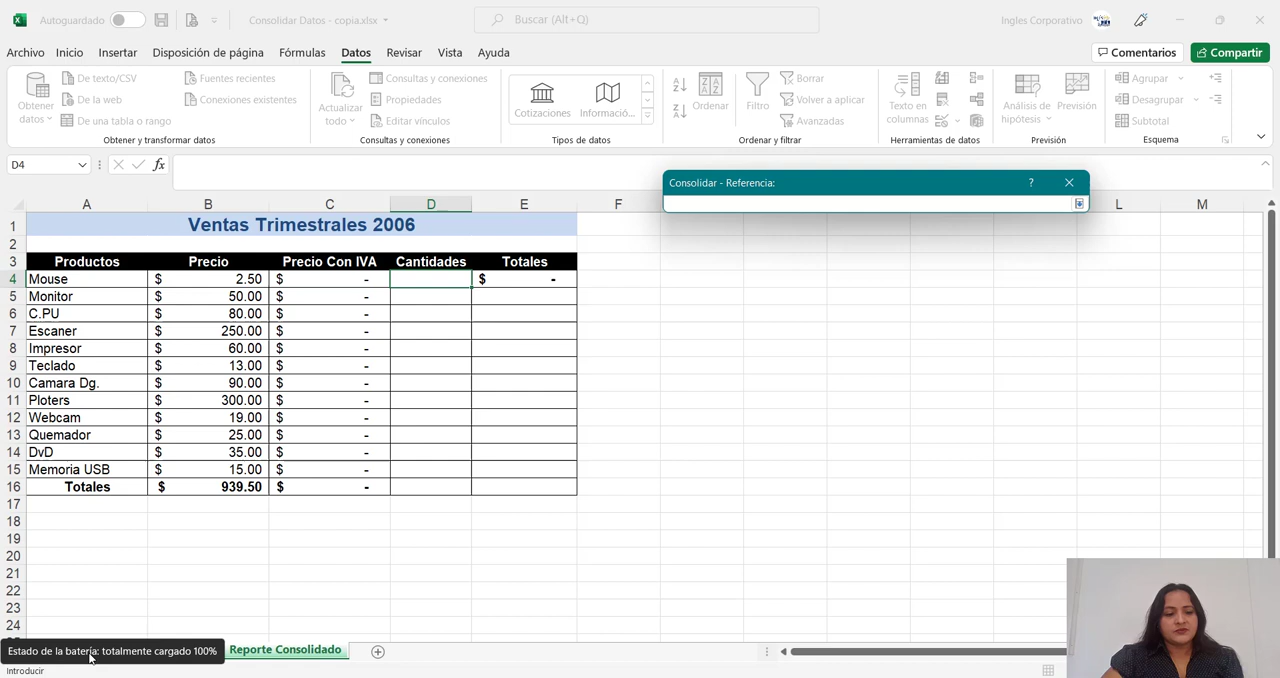 Autoguardado
Consolidar Datos - copia.xlsx
Buscar (Alt+Q)
Ingles Corporativo
Archivo Inicio Insertar Disposición de página Fórmulas Datos Revisar Vista Ayuda
Comentarios
Compartir
Obtener datos
De texto/CSV
De la web
De una tabla o rango
Fuentes recientes
Conexiones existentes
Obtener y transformar datos
Actualizar todo
Consultas y conexiones
Propiedades
Editar vínculos
Consultas y conexiones
Cotizaciones
Informació...
Tipos de datos
Ordenar
Filtro
Borrar
Volver a aplicar
Avanzadas
Ordenar y filtrar
Texto en columnas
Herramientas de datos
Análisis de hipótesis
Previsión
Previsión
Agrupar
Desagrupar
Subtotal
Esquema
D4
fx
Consolidar - Referencia:
?
A B C D E F L M
1 Ventas Trimestrales 2006
2
3 Productos Precio Precio Con IVA Cantidades Totales
4 Mouse $ 2.50 $ - $ -
5 Monitor $ 50.00 $ -
6 C.PU $ 80.00 $ -
7 Escaner $ 250.00 $ -
8 Impresor $ 60.00 $ -
9 Teclado $ 13.00 $ -
10 Camara Dg. $ 90.00 $ -
11 Ploters $ 300.00 $ -
12 Webcam $ 19.00 $ -
13 Quemador $ 25.00 $ -
14 DvD $ 35.00 $ -
15 Memoria USB $ 15.00 $ -
16 Totales $ 939.50 $ -
17
18
19
20
21
22
23
24
Estado de la batería: totalmente cargado 100%
Reporte Consolidado
Introducir